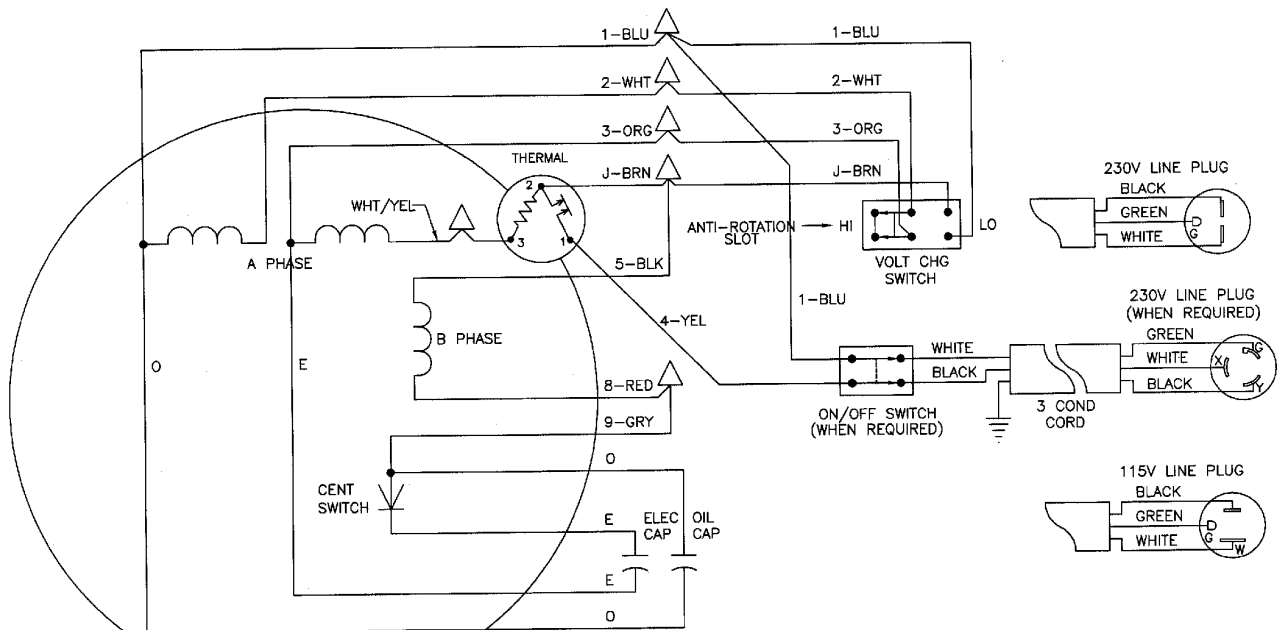 1-BLU
1-BLU
2-WHT
2-WHT
3-ORG
3-ORG
THERMAL
J-BRN
J-BRN
2
3
1
WHT/YEL
A PHASE
ANTI-ROTATION
SLOT
HI
LO
VOLT CHG
SWITCH
230V LINE PLUG
BLACK
GREEN
WHITE
G
5-BLK
1-BLU
4-YEL
B PHASE
O
E
8-RED
9-GRY
O
WHITE
BLACK
ON/OFF SWITCH
(WHEN REQUIRED)
3 COND
CORD
230V LINE PLUG
(WHEN REQUIRED)
GREEN
WHITE
BLACK
G
X
Y
CENT
SWITCH
E
ELEC
CAP
OIL
CAP
E
O
115V LINE PLUG
BLACK
GREEN
WHITE
G
W